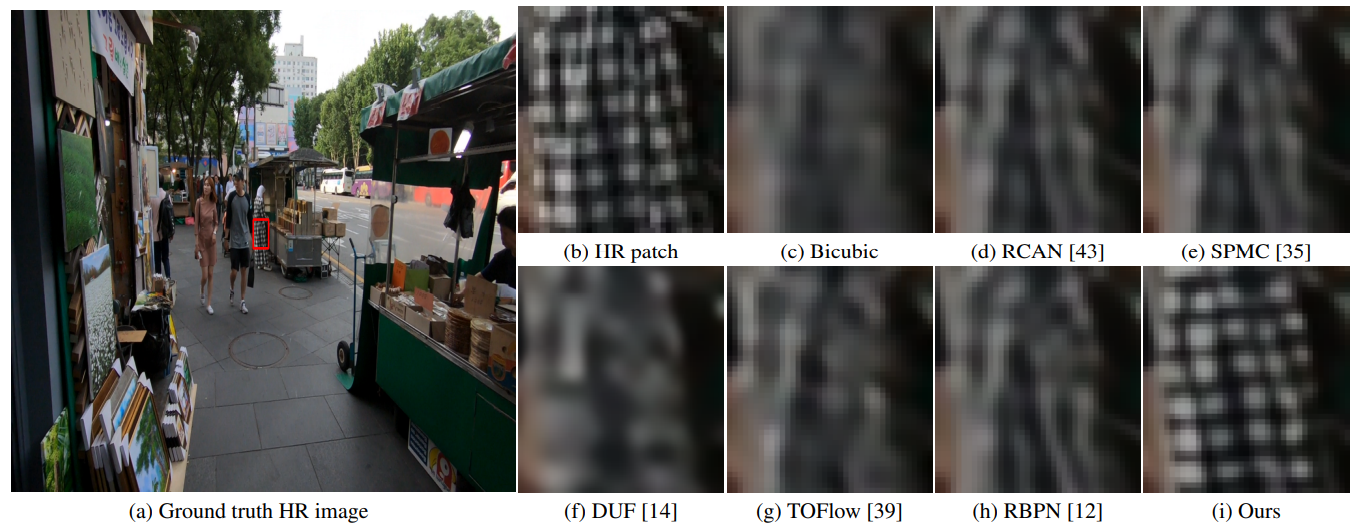 (b) HR patch
(c) Bicubic
(d) RCAN [43]
(e) SPMC [35]
(a) Ground truth HR image
(f) DUF [14]
(g) TOFlow [39]
(h) RBPN [12]
(i) Ours